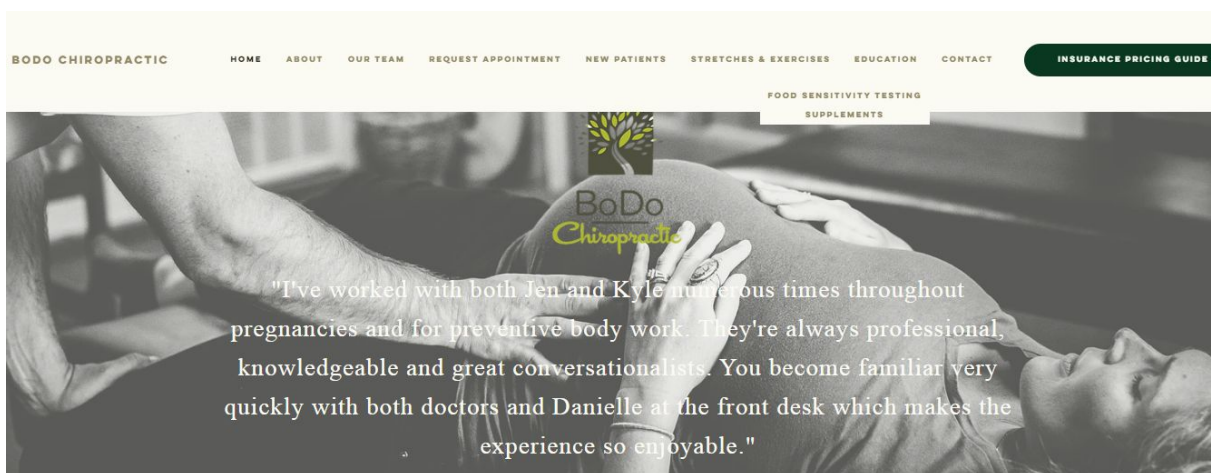 BODO CHIROPRACTIC HOME ABOUT OUR TEAM REQUEST APPOINTMENT NEW PATIENTS STRETCHES & EXERCISES EDUCATION CONTACT INSURANCE PRICING GUIDE
FOOD SENSITIVITY TESTING
SUPPLEMENTS
BoDo
Chiropractic
"I've worked with both Jen and Kyle numerous times throughout
pregnancies and for preventive body work. They're always professional,
knowledgeable and great conversationalists. You become familiar very
quickly with both doctors and Danielle at the front desk which makes the
experience so enjoyable."